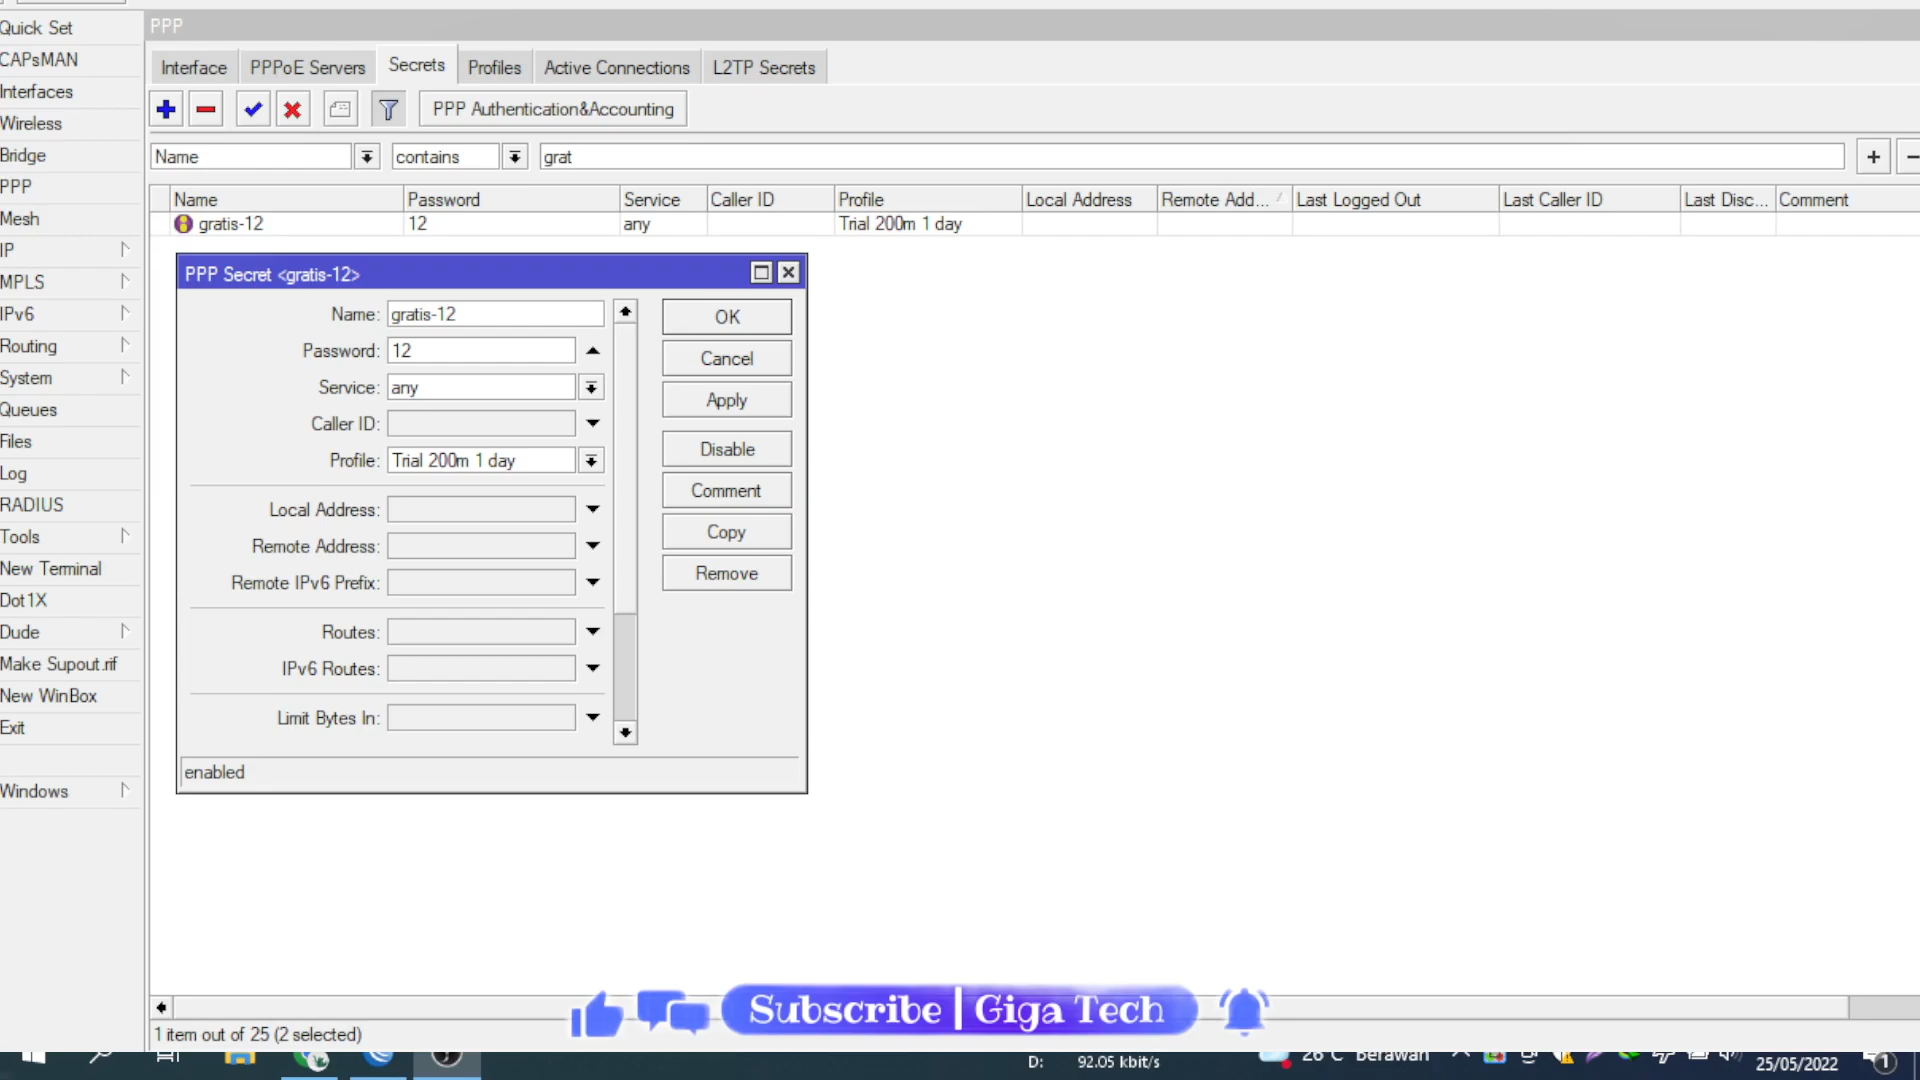 PPP
Quick Set
CAPsMAN
Interfaces
Wireless
Bridge
PPP
Mesh
IP
MPLS
IPv6
Routing
System
Queues
Files
Log
RADIUS
Tools
New Terminal
Dot1X
Dude
Make Supout.rif
New WinBox
Exit
Windows
Interface PPPoE Servers Secrets Profiles Active Connections L2TP Secrets
PPP Authentication&Accounting
Name contains grat
Name Password Service Caller ID Profile Local Address Remote Add... Last Logged Out Last Caller ID Last Disc... Comment
gratis-12 12 any Trial 200m 1 day
PPP Secret <gratis-12>
Name: gratis-12
Password: 12
Service: any
Caller ID:
Profile: Trial 200m 1 day
Local Address:
Remote Address:
Remote IPv6 Prefix:
Routes:
IPv6 Routes:
Limit Bytes In:
OK
Cancel
Apply
Disable
Comment
Copy
Remove
enabled
Subscribe | Giga Tech
1 item out of 25 (2 selected)
D: 92.05 kbit/s
26°C Berawan
25/05/2022
1